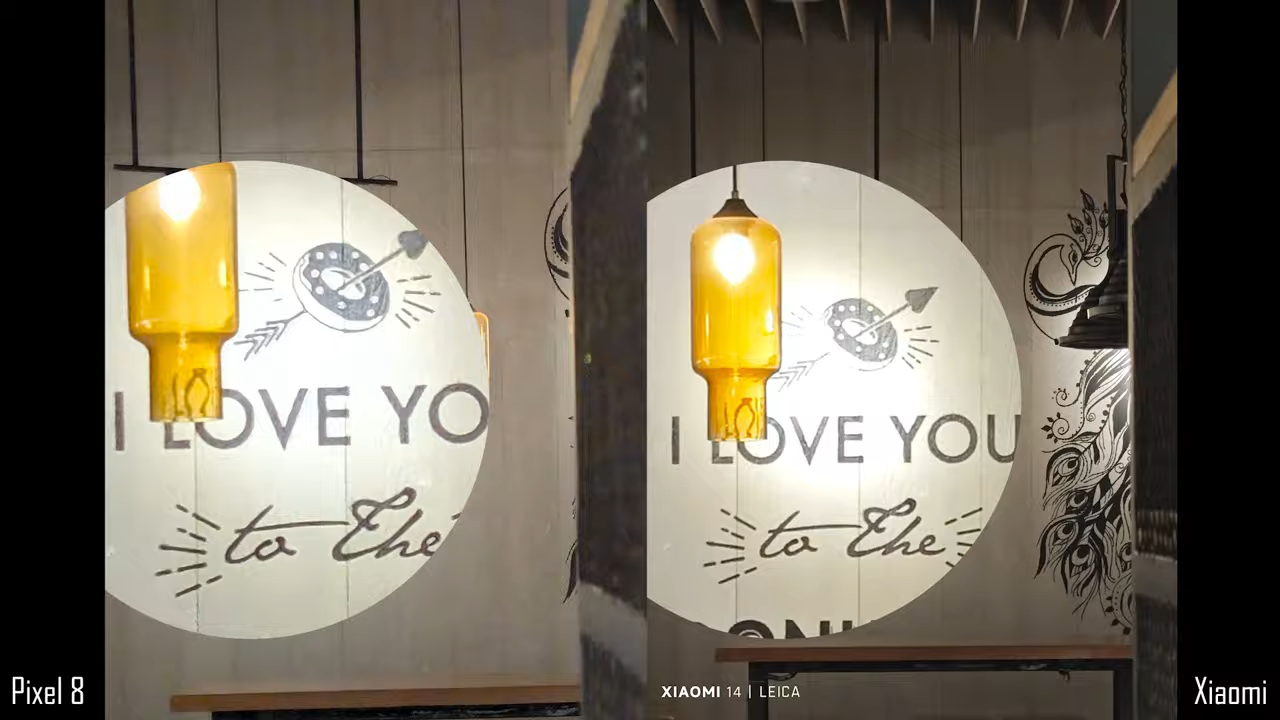 I LOVE YO
to the
I LOVE YOU
to the
Pixel 8
XIAOMI 14 | LEICA
Xiaomi